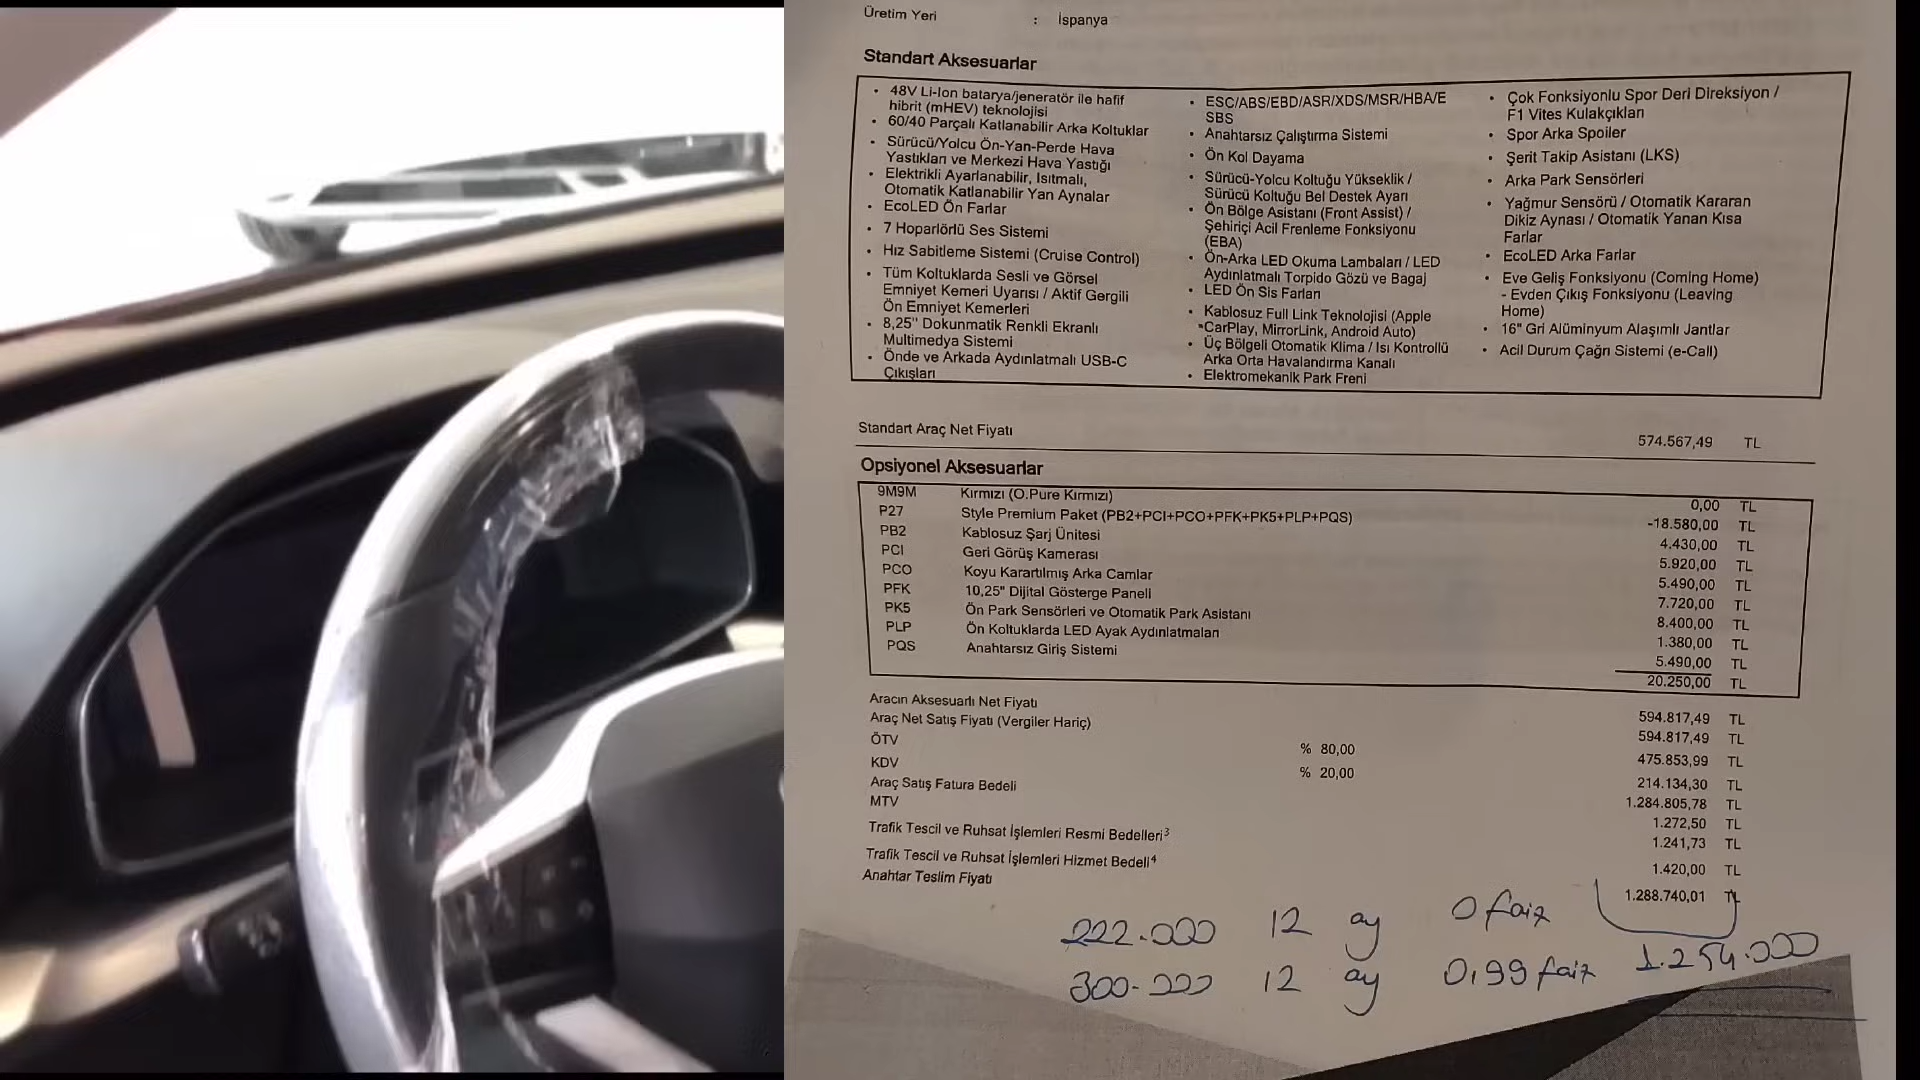 Üretim Yeri : İspanya
Standart Aksesuarlar
• 48V Li-Ion batarya/jeneratör ile hafif
hibrit (mHEV) teknolojisi
• 60/40 Parçalı Katlanabilir Arka Koltuklar
• Sürücü/Yolcu Ön-Yan-Perde Hava
Yastıkları ve Merkezi Hava Yastığı
• Elektrikli Ayarlanabilir, Isıtmalı,
Otomatik Katlanabilir Yan Aynalar
• EcoLED Ön Farlar
• 7 Hoparlörlü Ses Sistemi
• Hız Sabitleme Sistemi (Cruise Control)
• Tüm Koltuklarda Sesli ve Görsel
Emniyet Kemeri Uyarısı / Aktif Gergili
Ön Emniyet Kemerleri
• 8,25" Dokunmatik Renkli Ekranlı
Multimedya Sistemi
• Önde ve Arkada Aydınlatmalı USB-C
Çıkışları
• ESC/ABS/EBD/ASR/XDS/MSR/HBA/E
SBS
• Anahtarsız Çalıştırma Sistemi
• Ön Kol Dayama
• Sürücü-Yolcu Koltuğu Yükseklik /
Sürücü Koltuğu Bel Destek Ayarı
• Ön Bölge Asistanı (Front Assist) /
Şehiriçi Acil Frenleme Fonksiyonu
(EBA)
• Ön-Arka LED Okuma Lambaları / LED
Aydınlatmalı Torpido Gözü ve Bagaj
• LED Ön Sis Farları
• Kablosuz Full Link Teknolojisi (Apple
CarPlay, MirrorLink, Android Auto)
• Üç Bölgeli Otomatik Klima / Isı Kontrollü
Arka Orta Havalandırma Kanalı
• Elektromekanik Park Freni
• Çok Fonksiyonlu Spor Deri Direksiyon /
F1 Vites Kulakçıkları
• Spor Arka Spoiler
• Şerit Takip Asistanı (LKS)
• Arka Park Sensörleri
• Yağmur Sensörü / Otomatik Kararan
Dikiz Aynası / Otomatik Yanan Kısa
Farlar
• EcoLED Arka Farlar
• Eve Geliş Fonksiyonu (Coming Home)
- Evden Çıkış Fonksiyonu (Leaving
Home)
• 16" Gri Alüminyum Alaşımlı Jantlar
• Acil Durum Çağrı Sistemi (e-Call)
Standart Araç Net Fiyatı 574.567,49 TL
Opsiyonel Aksesuarlar
9M9M Kırmızı (O.Pure Kırmızı) 0,00 TL
P27 Style Premium Paket (PB2+PCI+PCO+PFK+PK5+PLP+PQS) -18.580,00 TL
PB2 Kablosuz Şarj Ünitesi 4.430,00 TL
PCI Geri Görüş Kamerası 5.920,00 TL
PCO Koyu Karartılmış Arka Camlar 5.490,00 TL
PFK 10,25" Dijital Gösterge Paneli 7.720,00 TL
PK5 Ön Park Sensörleri ve Otomatik Park Asistanı 8.400,00 TL
PLP Ön Koltuklarda LED Ayak Aydınlatmaları 1.380,00 TL
PQS Anahtarsız Giriş Sistemi 5.490,00 TL
20.250,00 TL
Aracın Aksesuarlı Net Fiyatı 594.817,49 TL
Araç Net Satış Fiyatı (Vergiler Hariç) 594.817,49 TL
ÖTV % 80,00 475.853,99 TL
KDV % 20,00 214.134,30 TL
Araç Satış Fatura Bedeli 1.284.805,78 TL
MTV 1.272,50 TL
Trafik Tescil ve Ruhsat İşlemleri Resmi Bedelleri³ 1.241,73 TL
Trafik Tescil ve Ruhsat İşlemleri Hizmet Bedeli⁴ 1.420,00 TL
Anahtar Teslim Fiyatı 1.288.740,01 TL
222.000 12 ay 0 faiz
300.000 12 ay 0,99 faiz 1.254.000